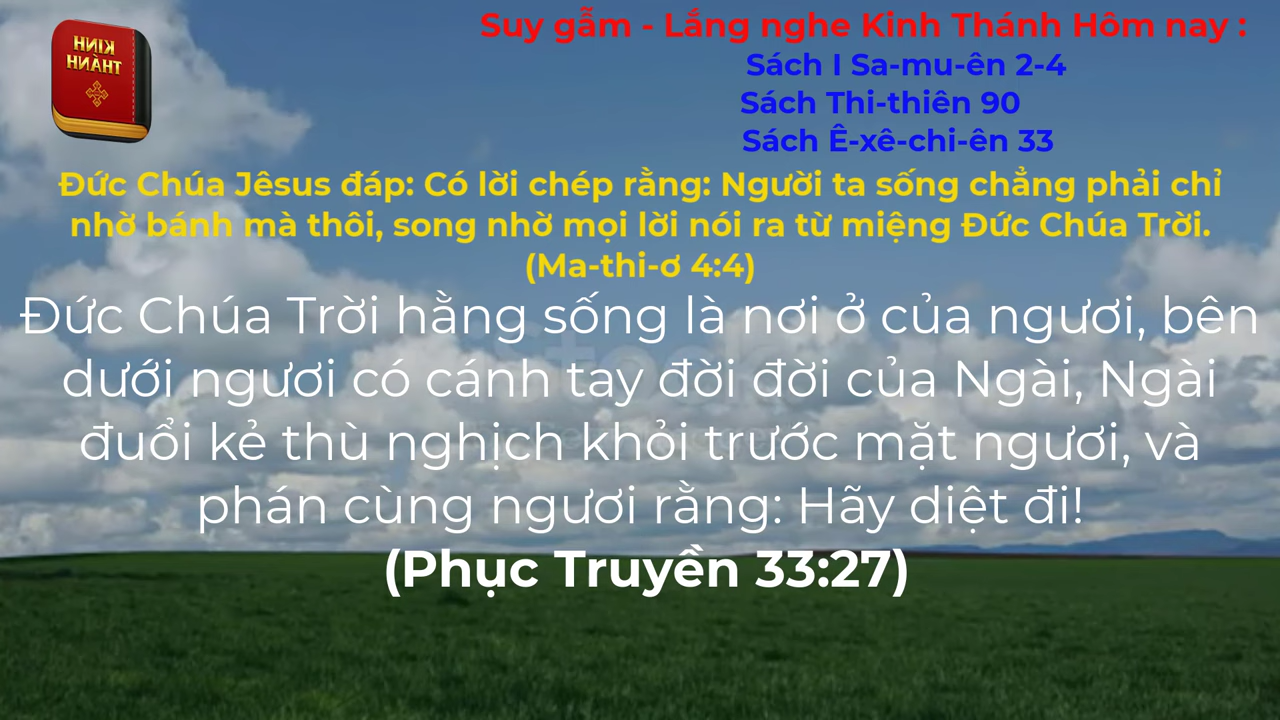 KINH
THÁNH
Suy gẫm - Lắng nghe Kinh Thánh Hôm nay :
Sách I Sa-mu-ên 2-4
Sách Thi-thiên 90
Sách Ê-xê-chi-ên 33
Đức Chúa Jêsus đáp: Có lời chép rằng: Người ta sống chẳng phải chỉ
nhờ bánh mà thôi, song nhờ mọi lời nói ra từ miệng Đức Chúa Trời.
(Ma-thi-ơ 4:4)
Đức Chúa Trời hằng sống là nơi ở của ngươi, bên
dưới ngươi có cánh tay đời đời của Ngài, Ngài
đuổi kẻ thù nghịch khỏi trước mặt ngươi, và
phán cùng ngươi rằng: Hãy diệt đi!
(Phục Truyền 33:27)